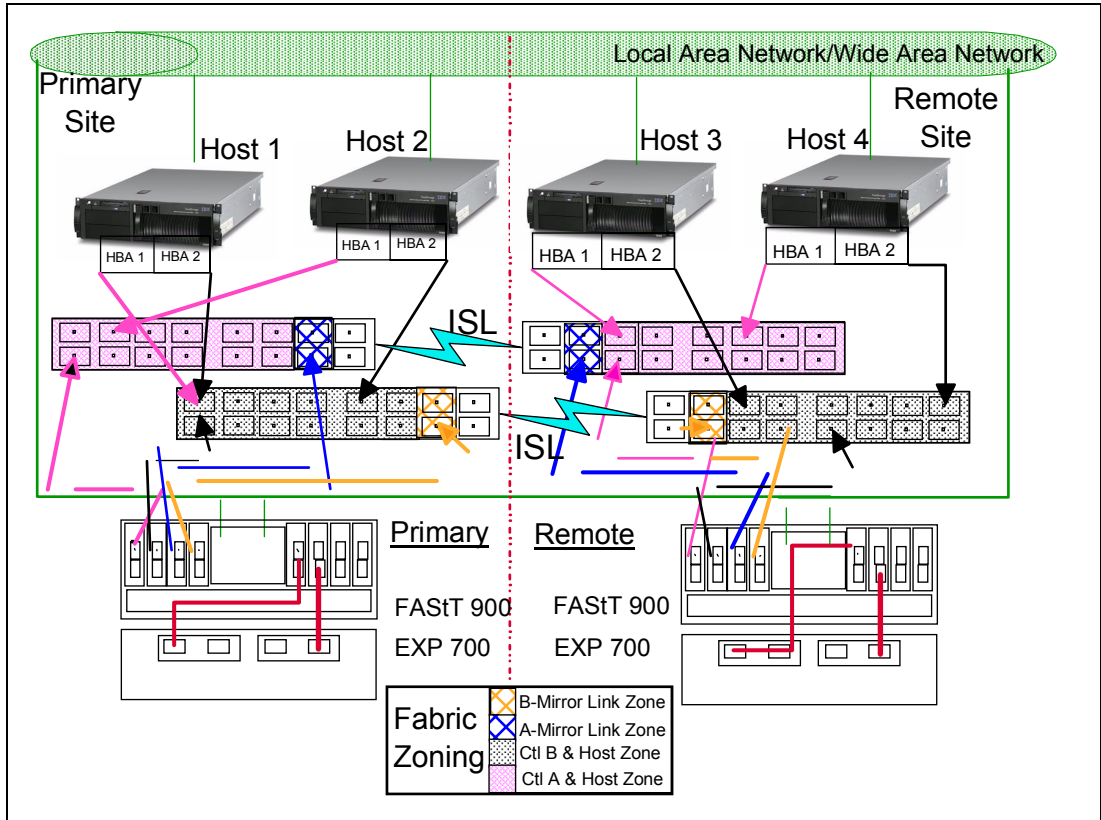 Local Area Network/Wide Area Network
Primary
Site
Remote
Site
Host 1
Host 2
Host 3
Host 4
HBA 1
HBA 2
HBA 1
HBA 2
HBA 1
HBA 2
HBA 1
HBA 2
ISL
ISL
Primary
Remote
FAStT 900
FAStT 900
EXP 700
EXP 700
Fabric
Zoning
B-Mirror Link Zone
A-Mirror Link Zone
Ctl B & Host Zone
Ctl A & Host Zone